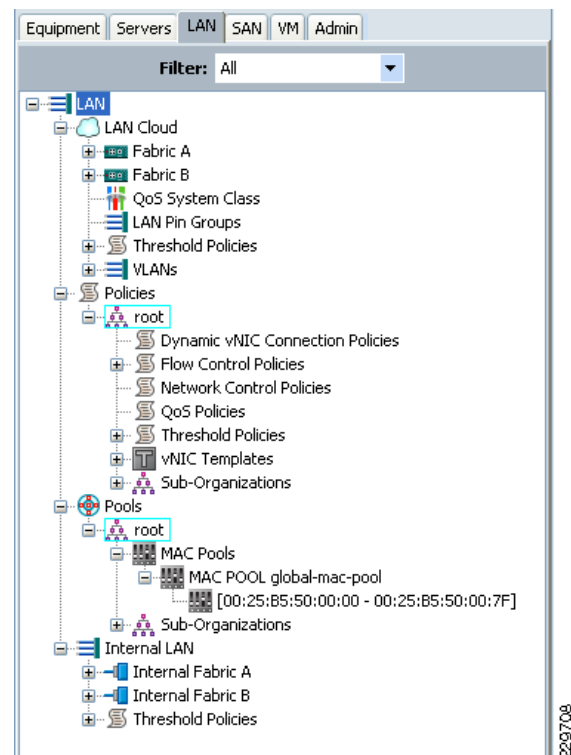 Equipment Servers LAN SAN VM Admin
Filter: All
LAN
LAN Cloud
Fabric A
Fabric B
QoS System Class
LAN Pin Groups
Threshold Policies
VLANs
Policies
root
Dynamic vNIC Connection Policies
Flow Control Policies
Network Control Policies
QoS Policies
Threshold Policies
T vNIC Templates
Sub-Organizations
Pools
root
MAC Pools
MAC POOL global-mac-pool
[00:25:B5:50:00:00 - 00:25:B5:50:00:7F]
Sub-Organizations
Internal LAN
Internal Fabric A
Internal Fabric B
Threshold Policies
229708